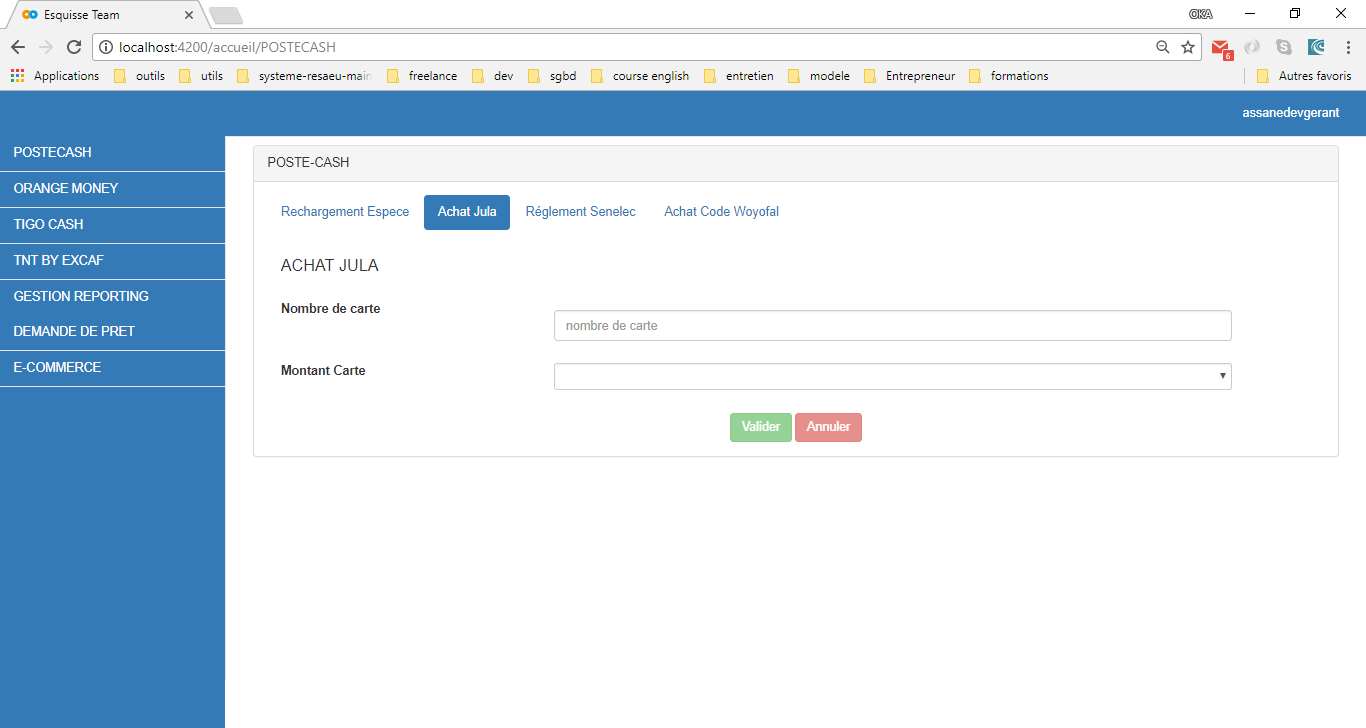 Esquisse Team
OKA
localhost:4200/accueil/POSTECASH
6
Applications outils utils systeme-resaeu-main freelance dev sgbd course english entretien modele Entrepreneur formations Autres favoris
assanedevgerant
POSTECASH
ORANGE MONEY
TIGO CASH
TNT BY EXCAF
GESTION REPORTING
DEMANDE DE PRET
E-COMMERCE
POSTE-CASH
Rechargement Espece Achat Jula Réglement Senelec Achat Code Woyofal
ACHAT JULA
Nombre de carte
nombre de carte
Montant Carte
Valider Annuler